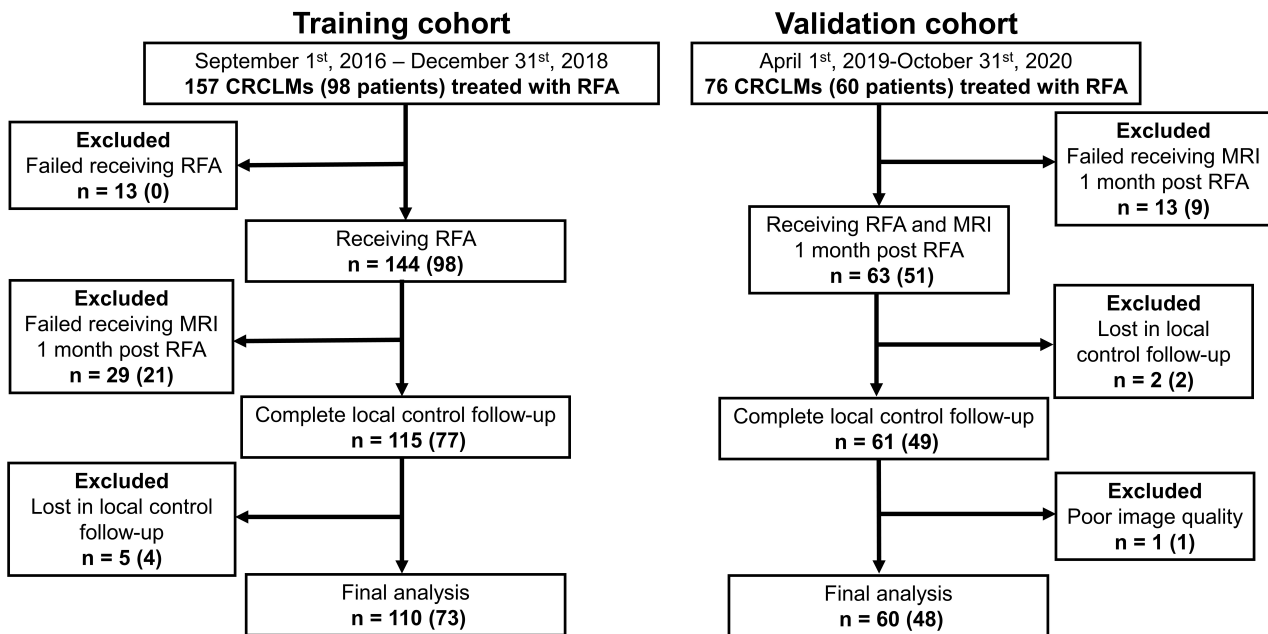 Training cohort
September 1st, 2016 – December 31st, 2018
157 CRCLMs (98 patients) treated with RFA
Excluded
Failed receiving RFA
n = 13 (0)
Receiving RFA
n = 144 (98)
Excluded
Failed receiving MRI
1 month post RFA
n = 29 (21)
Complete local control follow-up
n = 115 (77)
Excluded
Lost in local control
follow-up
n = 5 (4)
Final analysis
n = 110 (73)
Validation cohort
April 1st, 2019-October 31st, 2020
76 CRCLMs (60 patients) treated with RFA
Excluded
Failed receiving MRI
1 month post RFA
n = 13 (9)
Receiving RFA and MRI
1 month post RFA
n = 63 (51)
Excluded
Lost in local
control follow-up
n = 2 (2)
Complete local control follow-up
n = 61 (49)
Excluded
Poor image quality
n = 1 (1)
Final analysis
n = 60 (48)